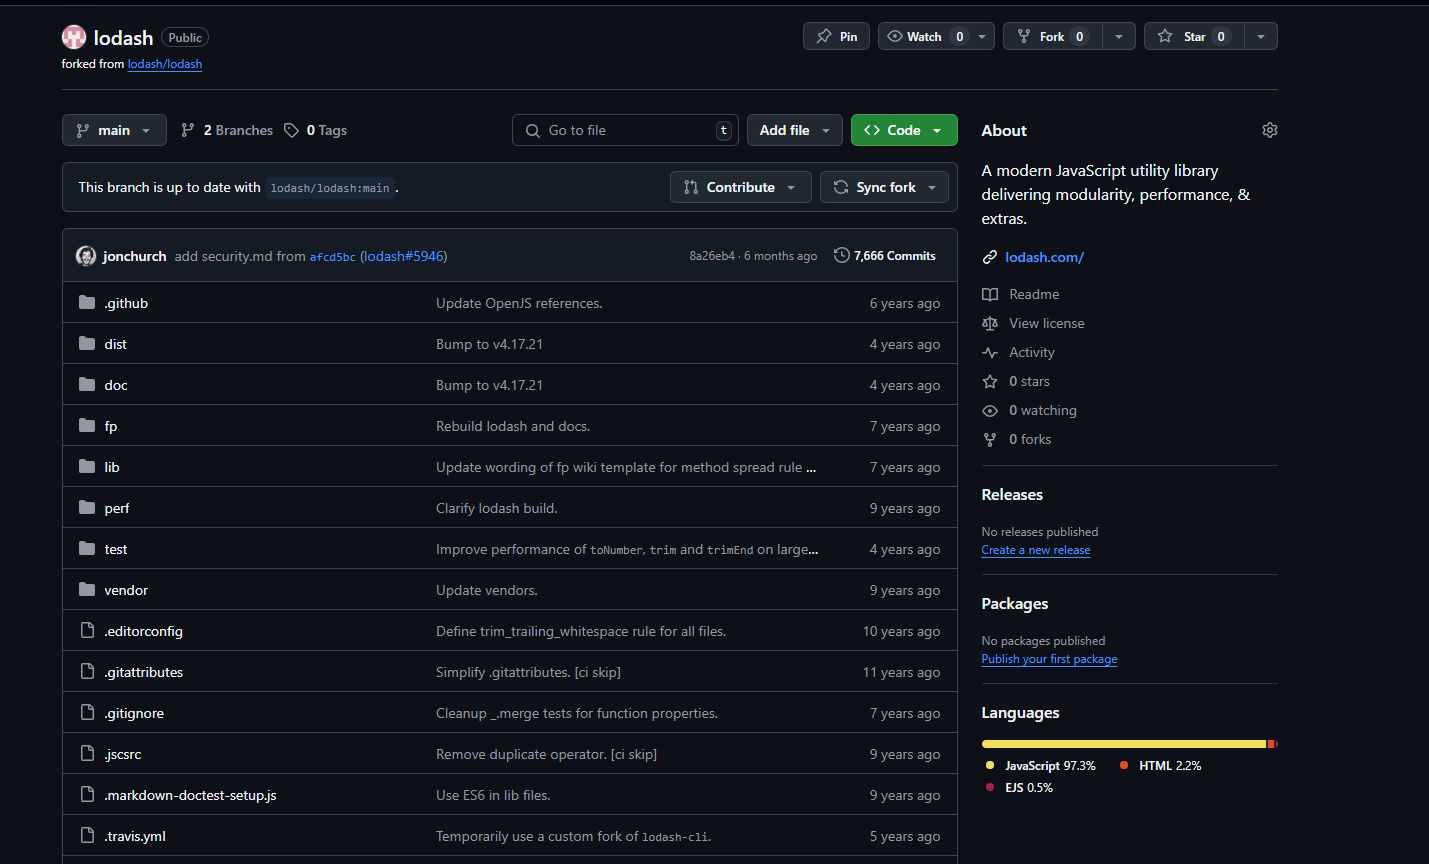 lodash Public
Pin
Watch 0
Fork 0
Star 0
forked from lodash/lodash
main
2 Branches
0 Tags
Go to file t
Add file
Code
This branch is up to date with lodash/lodash:main .
Contribute
Sync fork
jonchurch add security.md from afcd5bc (lodash#5946) 8a26eb4 · 6 months ago 7,666 Commits
.github Update OpenJS references. 6 years ago
dist Bump to v4.17.21 4 years ago
doc Bump to v4.17.21 4 years ago
fp Rebuild lodash and docs. 7 years ago
lib Update wording of fp wiki template for method spread rule ... 7 years ago
perf Clarify lodash build. 9 years ago
test Improve performance of toNumber, trim and trimEnd on large... 4 years ago
vendor Update vendors. 9 years ago
.editorconfig Define trim_trailing_whitespace rule for all files. 10 years ago
.gitattributes Simplify .gitattributes. [ci skip] 11 years ago
.gitignore Cleanup _.merge tests for function properties. 7 years ago
.jscsrc Remove duplicate operator. [ci skip] 9 years ago
.markdown-doctest-setup.js Use ES6 in lib files. 9 years ago
.travis.yml Temporarily use a custom fork of lodash-cli. 5 years ago
About
A modern JavaScript utility library
delivering modularity, performance, &
extras.
lodash.com/
Readme
View license
Activity
0 stars
0 watching
0 forks
Releases
No releases published
Create a new release
Packages
No packages published
Publish your first package
Languages
JavaScript 97.3% HTML 2.2%
EJS 0.5%